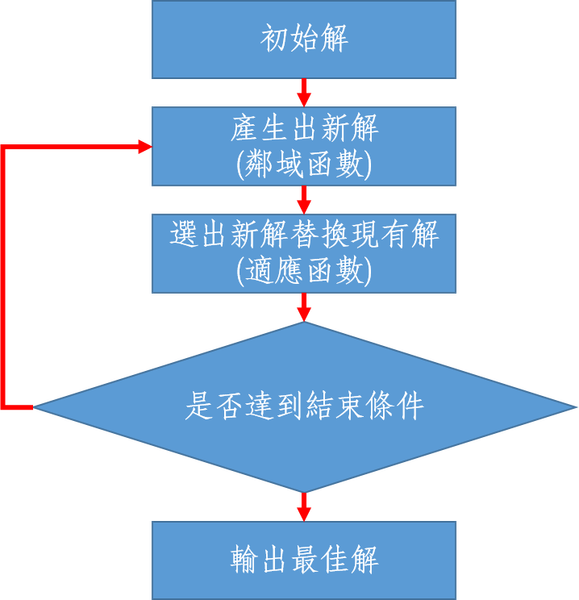 初始解
產生出新解
(鄰域函數)
選出新解替換現有解
(適應函數)
是否達到結束條件
輸出最佳解